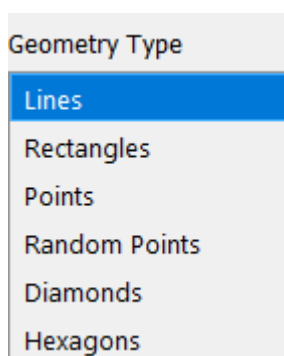 Geometry Type
Lines
Rectangles
Points
Random Points
Diamonds
Hexagons